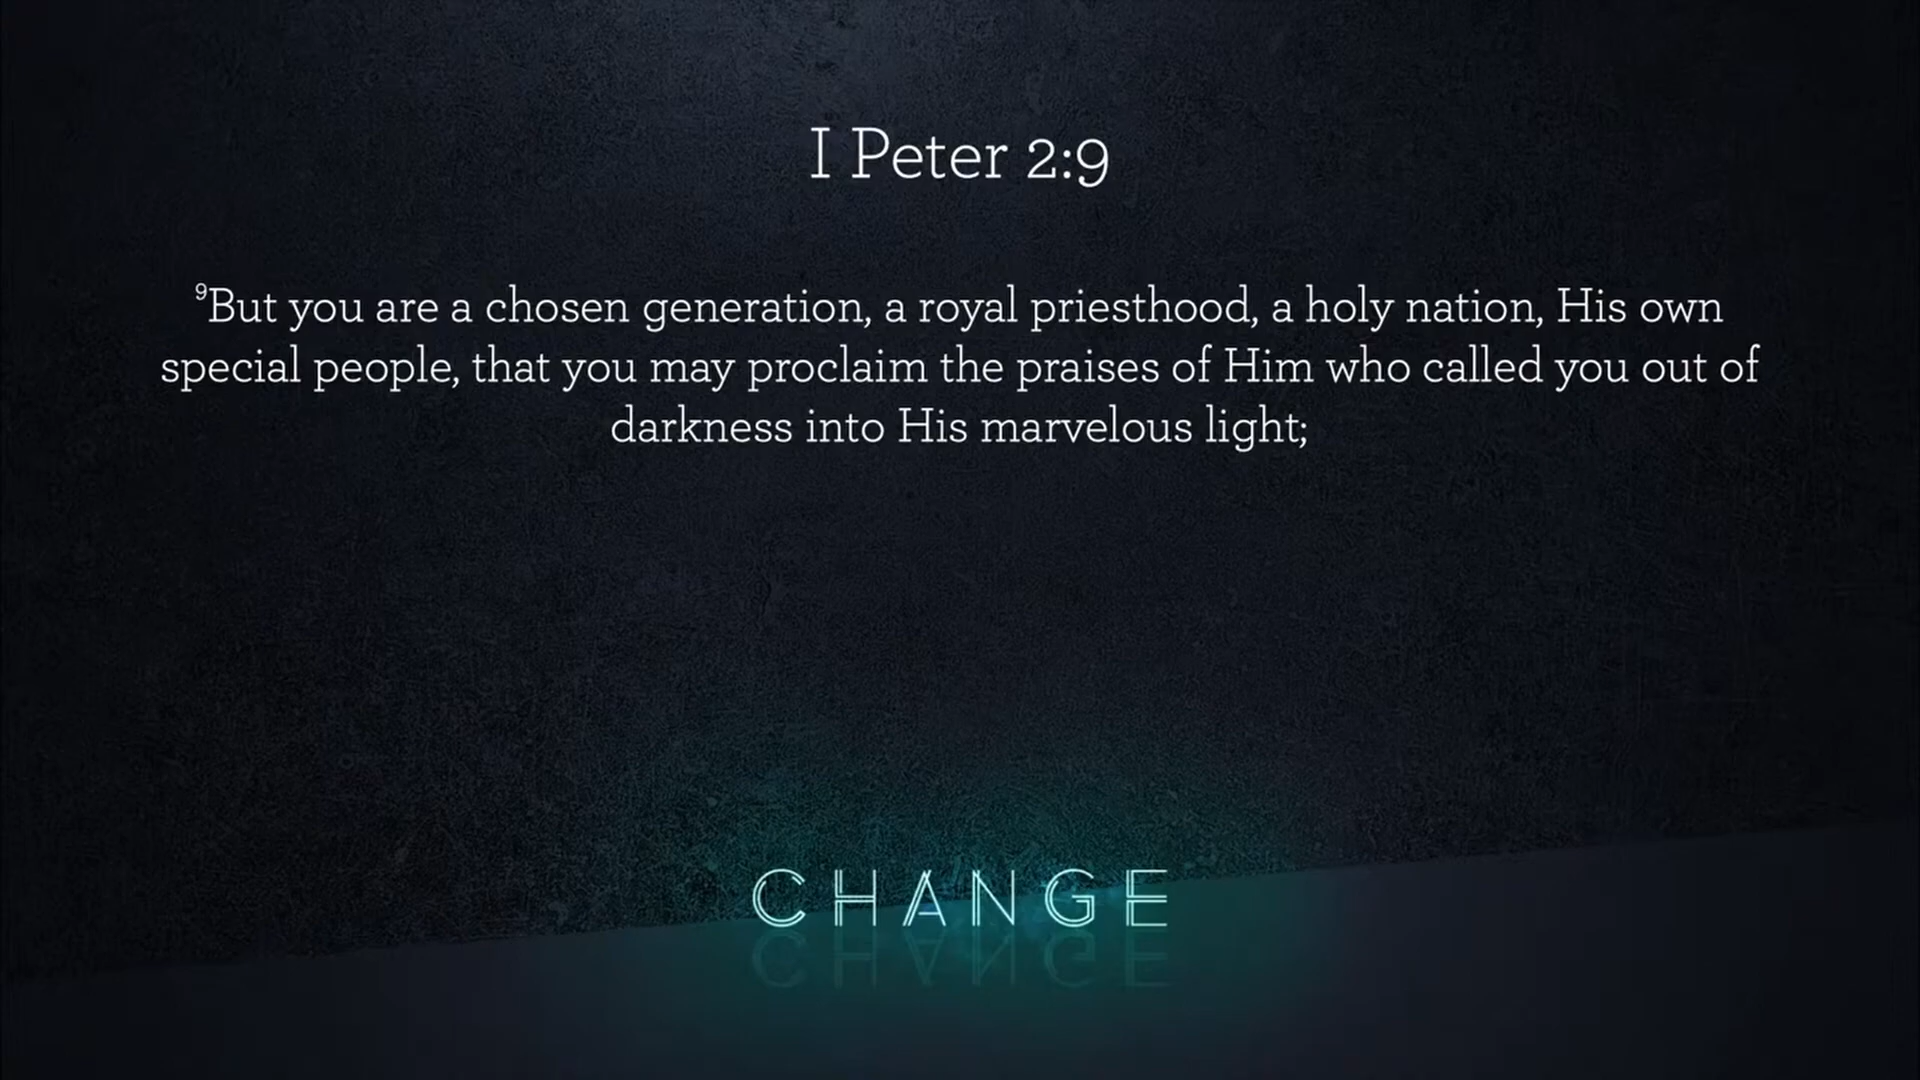 I Peter 2:9
⁹But you are a chosen generation, a royal priesthood, a holy nation, His own
special people, that you may proclaim the praises of Him who called you out of
darkness into His marvelous light;
CHANGE